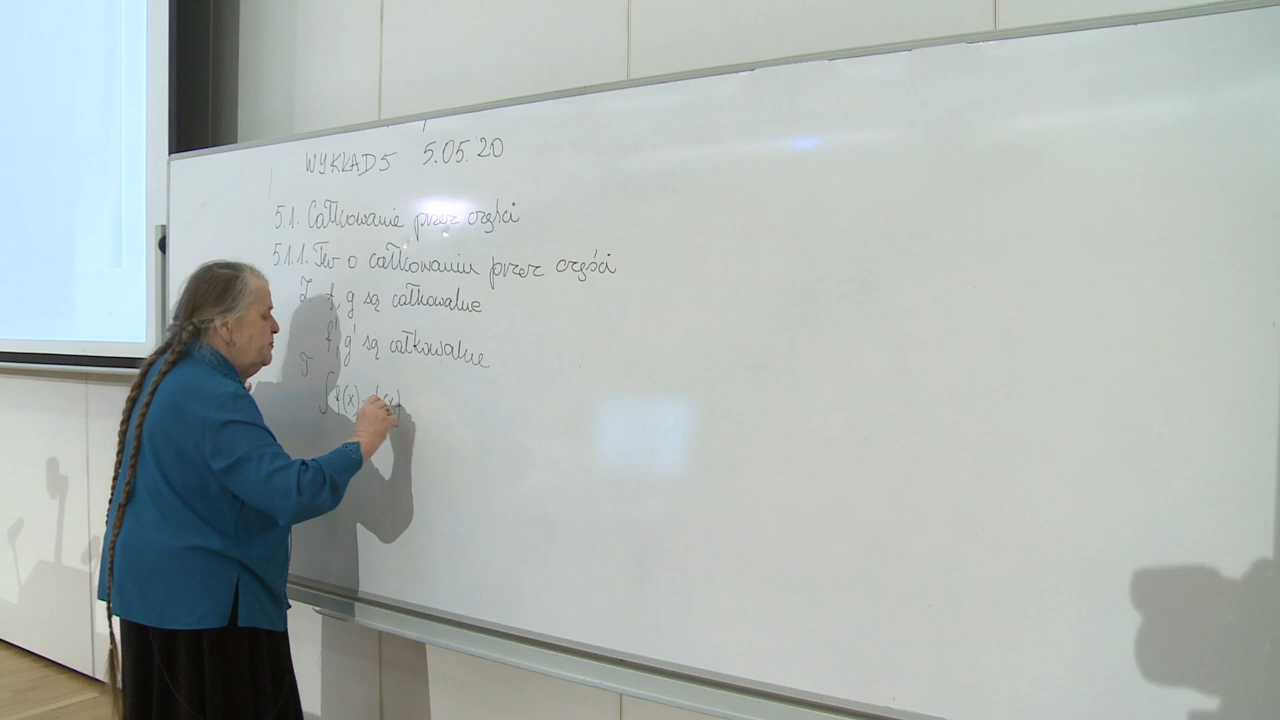 WYKŁAD 5 5.05.20
5.1. Całkowanie przez części
5.1.1. Tw o całkowaniu przez części
Z. f, g są całkowalne
f', g' są całkowalne
T
∫ f(x) (x)